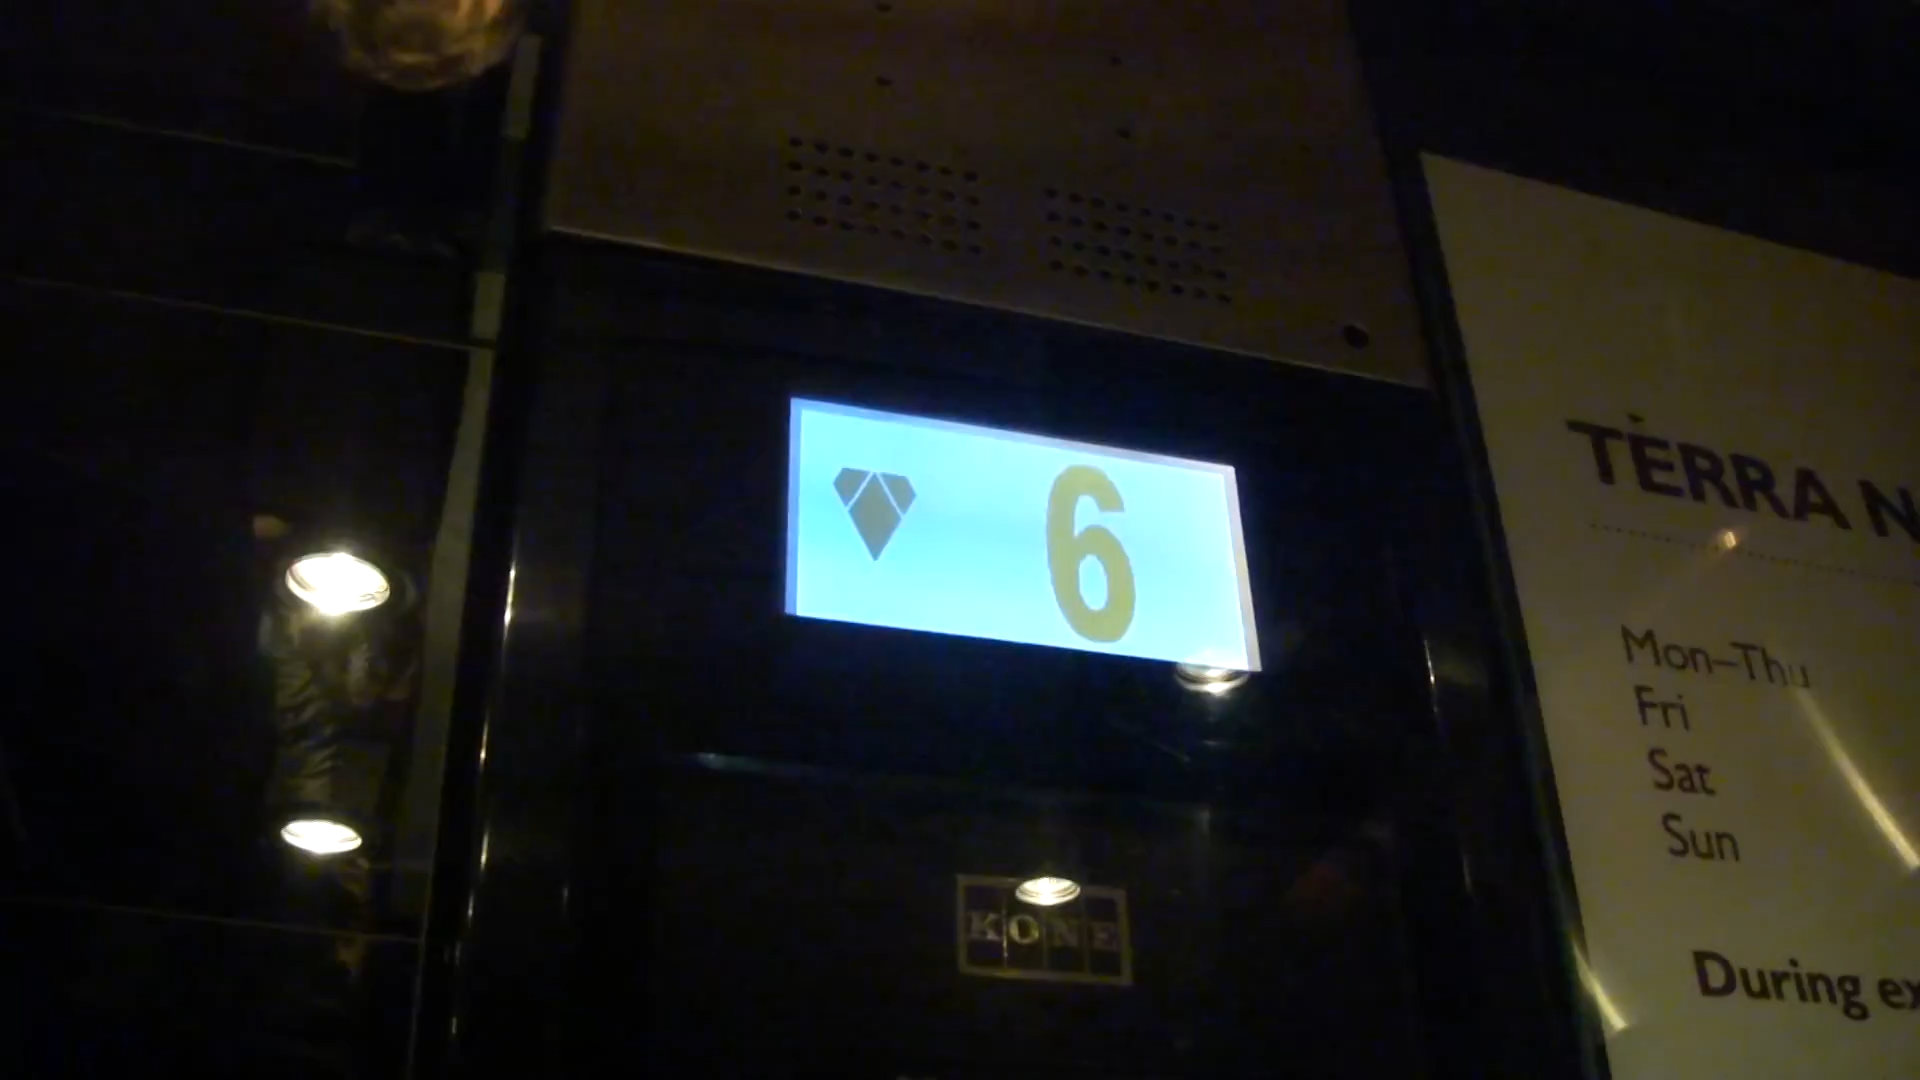 6
KONE
TERRA N
Mon–Thu
Fri
Sat
Sun
During ex